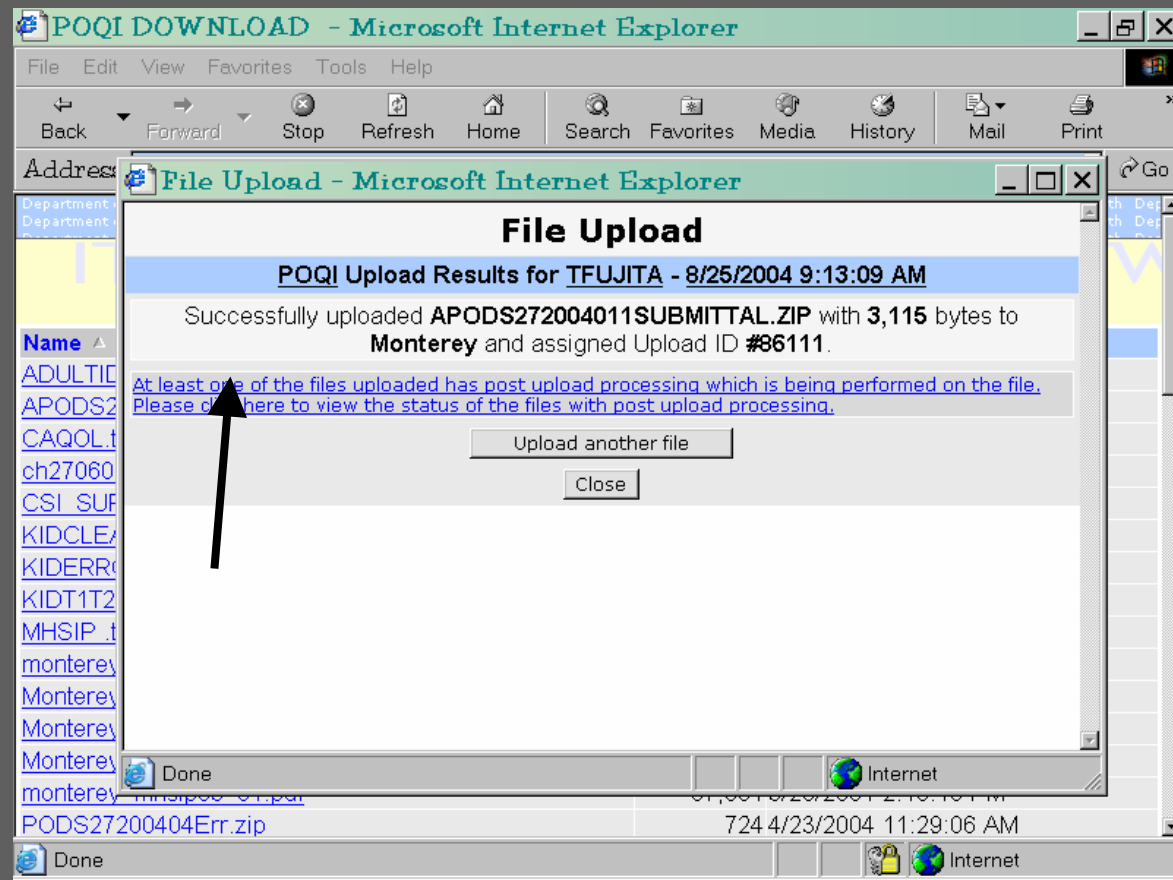 POQI DOWNLOAD - Microsoft Internet Explorer
File Edit View Favorites Tools Help
Back Forward Stop Refresh Home Search Favorites Media History Mail Print
Address Go
File Upload - Microsoft Internet Explorer
Department
Department
File Upload
POQI Upload Results for TFUJITA - 8/25/2004 9:13:09 AM
Successfully uploaded APODS272004011SUBMITTAL.ZIP with 3,115 bytes to
Monterey and assigned Upload ID #86111.
At least one of the files uploaded has post upload processing which is being performed on the file.
Please click here to view the status of the files with post upload processing.
Upload another file
Close
Name
ADULTID
APODS2
CAQOL.t
ch27060
CSI SUF
KIDCLEA
KIDERR
KIDT1T2
MHSIP .t
monterey
Monterey
Monterey
Monterey
Done Internet
PODS27200404Err.zip 724 4/23/2004 11:29:06 AM
Done Internet